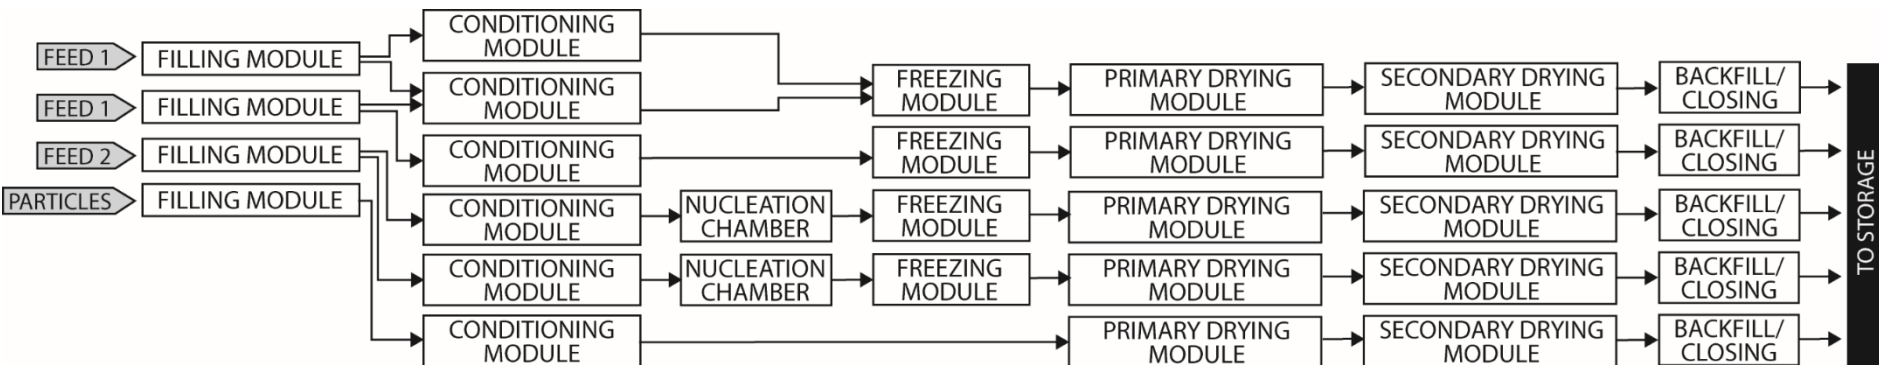 FEED 1
FILLING MODULE
FEED 1
FILLING MODULE
FEED 2
FILLING MODULE
PARTICLES
FILLING MODULE
CONDITIONING
MODULE
CONDITIONING
MODULE
CONDITIONING
MODULE
CONDITIONING
MODULE
CONDITIONING
MODULE
CONDITIONING
MODULE
NUCLEATION
CHAMBER
NUCLEATION
CHAMBER
FREEZING
MODULE
FREEZING
MODULE
FREEZING
MODULE
FREEZING
MODULE
PRIMARY DRYING
MODULE
PRIMARY DRYING
MODULE
PRIMARY DRYING
MODULE
PRIMARY DRYING
MODULE
PRIMARY DRYING
MODULE
SECONDARY DRYING
MODULE
SECONDARY DRYING
MODULE
SECONDARY DRYING
MODULE
SECONDARY DRYING
MODULE
SECONDARY DRYING
MODULE
BACKFILL/
CLOSING
BACKFILL/
CLOSING
BACKFILL/
CLOSING
BACKFILL/
CLOSING
BACKFILL/
CLOSING
TO STORAGE